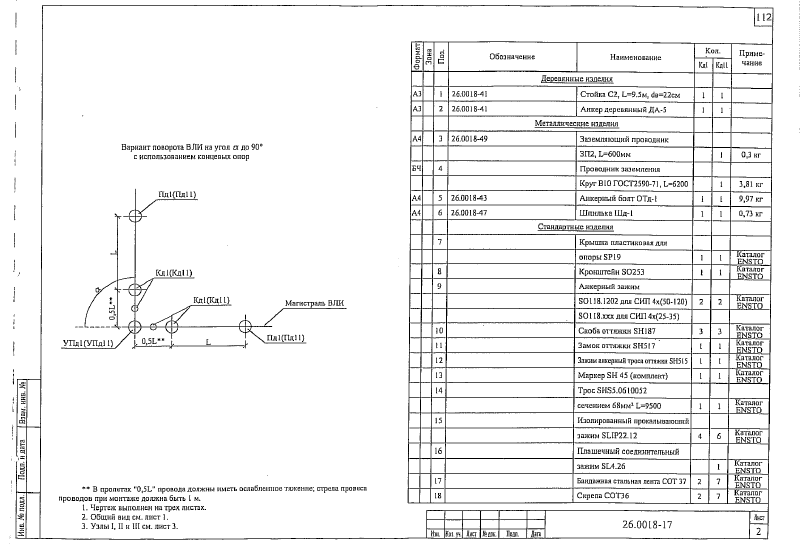 112
Вариант поворота ВЛИ на угол α до 90°
с использованием концевых опор
Пд1(Пд11)
L
α
Кд1(Кд11)
0,5L**
Кд1(Кд11)
Магистраль ВЛИ
УПд1(УПд11)
0,5L**
L
Пд1(Пд11)
** В пролетах "0,5L" провода должны иметь ослабленное тяжение; стрела провеса
проводов при монтаже должна быть 1 м.
1. Чертеж выполнен на трех листах.
2. Общий вид см. лист 1.
3. Узлы I, II и III см. лист 3.
Формат Зона Поз. Обозначение Наименование Кол. Приме-
Кд1 Кд11 чания
Деревянные изделия
А3 1 26.0018-41 Стойка С2, L=9.5м, dв=22см 1 1
А3 2 26.0018-41 Анкер деревянный ДА-5 1 1
Металлические изделия
А4 3 26.0018-49 Заземляющий проводник
ЗП2, L=600мм 1 0,3 кг
БЧ 4 Проводник заземления
Круг В10 ГОСТ2590-71, L=6200 1 3,81 кг
А4 5 26.0018-43 Анкерный болт ОТд-1 1 1 9,97 кг
А4 6 26.0018-47 Шпилька Шд-1 1 1 0,73 кг
Стандартные изделия
7 Крышка пластиковая для
опоры SP19 1 1 Каталог ENSTO
8 Кронштейн SO253 1 1 Каталог ENSTO
9 Анкерный зажим
SO118.1202 для СИП 4х(50-120) 2 2 Каталог ENSTO
SO118.xxx для СИП 4х(25-35)
10 Скоба оттяжки SH187 3 3 Каталог ENSTO
11 Замок оттяжки SH517 1 1 Каталог ENSTO
12 Зажим анкерный троса оттяжки SH515 1 1 Каталог ENSTO
13 Маркер SH 45 (комплект) 1 1 Каталог ENSTO
14 Трос SHS5.0610052
сечением 68мм² L=9500 1 1 Каталог ENSTO
15 Изолированный прокалывающий
зажим SLIP22.12 4 6 Каталог ENSTO
16 Плашечный соединительный
зажим SL4.26 1 Каталог ENSTO
17 Бандажная стальная лента COT 37 2 7 Каталог ENSTO
18 Скрепа COT36 2 7 Каталог ENSTO
Взам. инв. №
Подп. и дата
Инв. № подл.
Изм. Кол. уч. Лист № док. Подп. Дата
26.0018-17
Лист
2